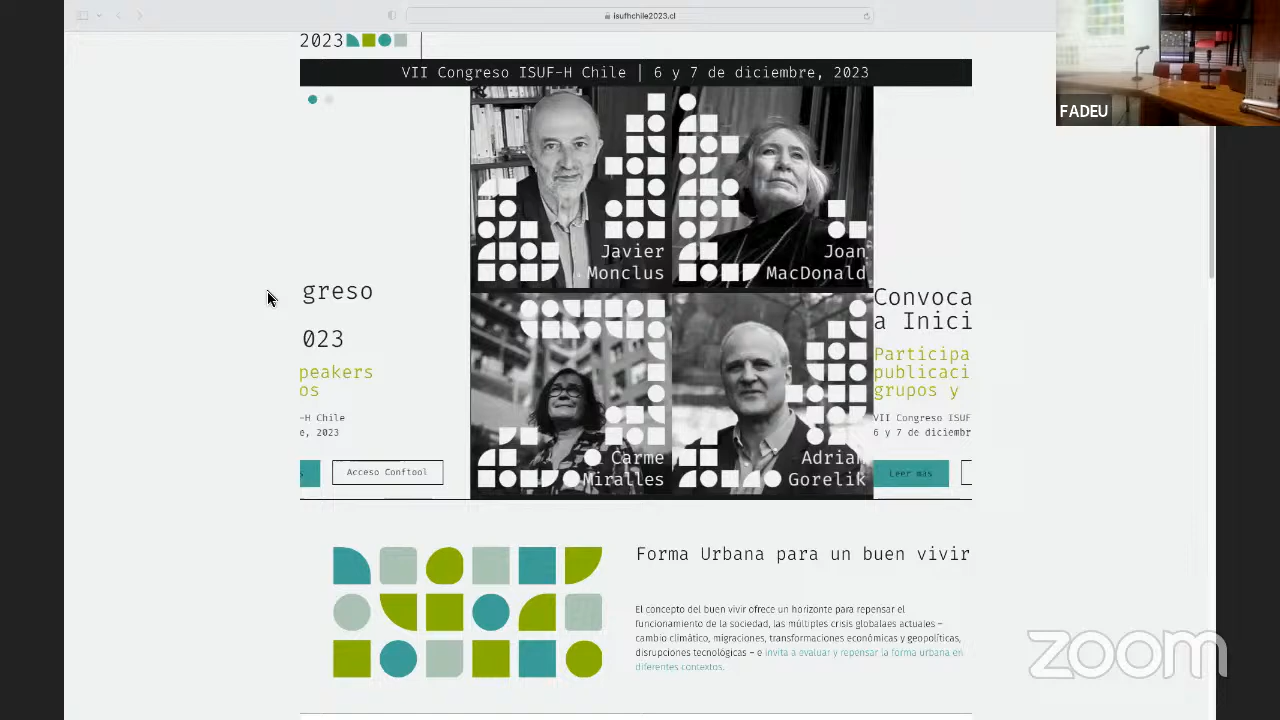 isufhchile2023.cl
2023
VII Congreso ISUF-H Chile | 6 y 7 de diciembre, 2023
FADEU
Javier
Monclus
Joan
MacDonald
greso
023
peakers
os
-H Chile
e, 2023
Acceso Conftool
Carme
Miralles
Adrian
Gorelik
Convoca
a Inici
Participa
publicaci
grupos y
VII Congreso ISUF
6 y 7 de diciembr
Leer más
Forma Urbana para un buen vivir
El concepto del buen vivir ofrece un horizonte para repensar el
funcionamiento de la sociedad, las múltiples crisis globalaes actuales –
cambio climático, migraciones, transformaciones económicas y geopolíticas,
disrupciones tecnológicas – e invita a evaluar y repensar la forma urbana en
diferentes contextos.
zoom